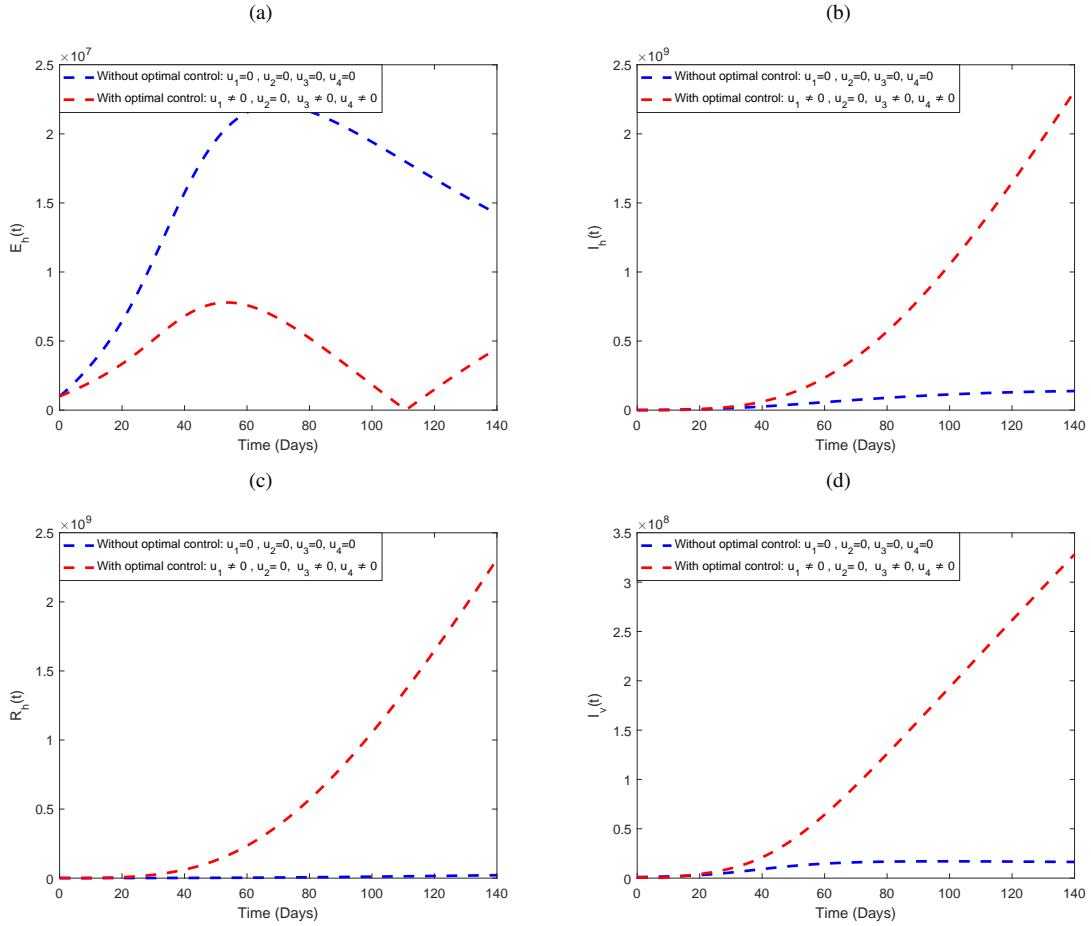 (a)
×10^7
Without optimal control: u_1=0 , u_2=0, u_3=0, u_4=0
With optimal control: u_1 ≠ 0 , u_2= 0, u_3 ≠ 0, u_4 ≠ 0
2.5
2
1.5
1
0.5
0
E_h(t)
0 20 40 60 80 100 120 140
Time (Days)
(b)
×10^9
Without optimal control: u_1=0 , u_2=0, u_3=0, u_4=0
With optimal control: u_1 ≠ 0 , u_2= 0, u_3 ≠ 0, u_4 ≠ 0
2.5
2
1.5
1
0.5
0
I_h(t)
0 20 40 60 80 100 120 140
Time (Days)
(c)
×10^9
Without optimal control: u_1=0 , u_2=0, u_3=0, u_4=0
With optimal control: u_1 ≠ 0 , u_2= 0, u_3 ≠ 0, u_4 ≠ 0
2.5
2
1.5
1
0.5
0
R_h(t)
0 20 40 60 80 100 120 140
Time (Days)
(d)
×10^8
Without optimal control: u_1=0 , u_2=0, u_3=0, u_4=0
With optimal control: u_1 ≠ 0 , u_2= 0, u_3 ≠ 0, u_4 ≠ 0
3.5
3
2.5
2
1.5
1
0.5
0
I_v(t)
0 20 40 60 80 100 120 140
Time (Days)